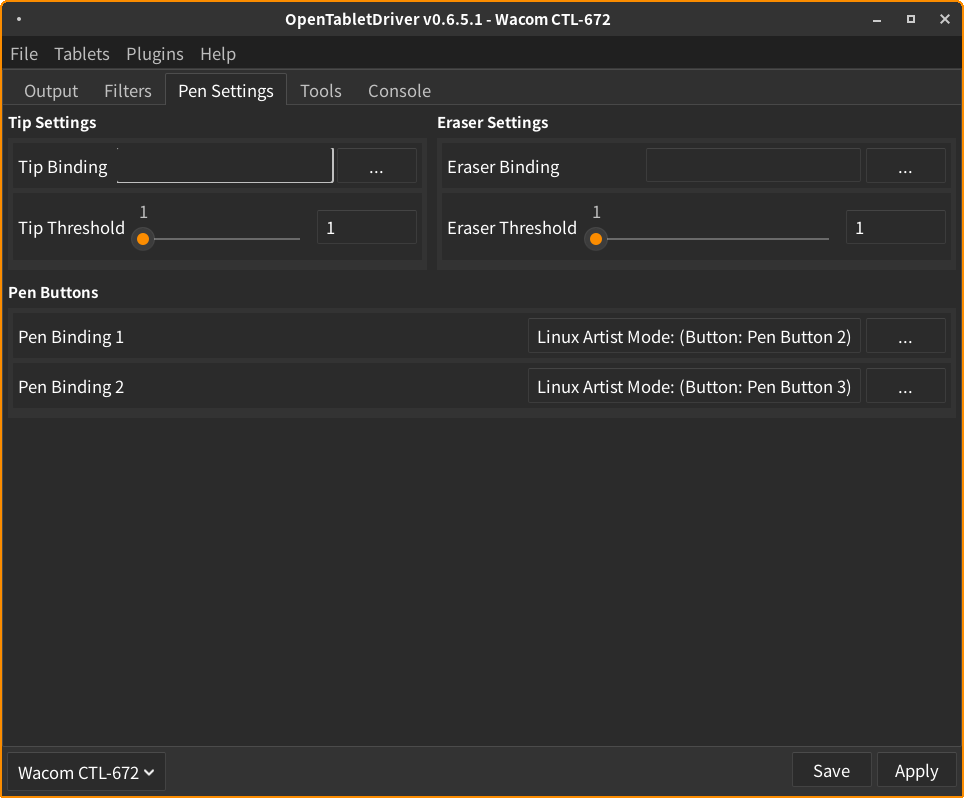 OpenTabletDriver v0.6.5.1 - Wacom CTL-672
File Tablets Plugins Help
Output Filters Pen Settings Tools Console
Tip Settings
Tip Binding ...
1
Tip Threshold 1
Eraser Settings
Eraser Binding ...
1
Eraser Threshold 1
Pen Buttons
Pen Binding 1 Linux Artist Mode: (Button: Pen Button 2) ...
Pen Binding 2 Linux Artist Mode: (Button: Pen Button 3) ...
Wacom CTL-672 Save Apply